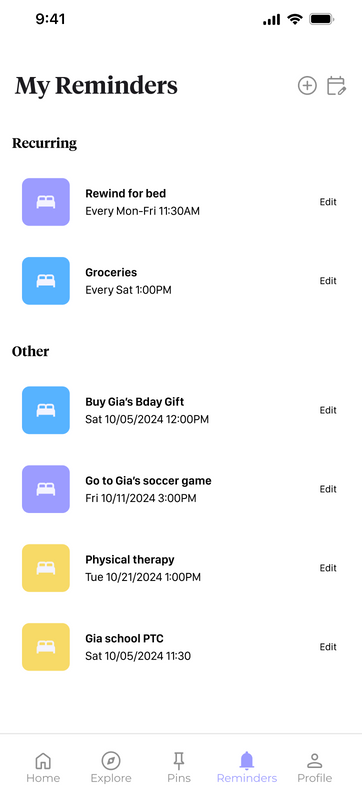 9:41
My Reminders
Recurring
Rewind for bed
Every Mon-Fri 11:30AM
Edit
Groceries
Every Sat 1:00PM
Edit
Other
Buy Gia's Bday Gift
Sat 10/05/2024 12:00PM
Edit
Go to Gia's soccer game
Fri 10/11/2024 3:00PM
Edit
Physical therapy
Tue 10/21/2024 1:00PM
Edit
Gia school PTC
Sat 10/05/2024 11:30
Edit
Home Explore Pins Reminders Profile